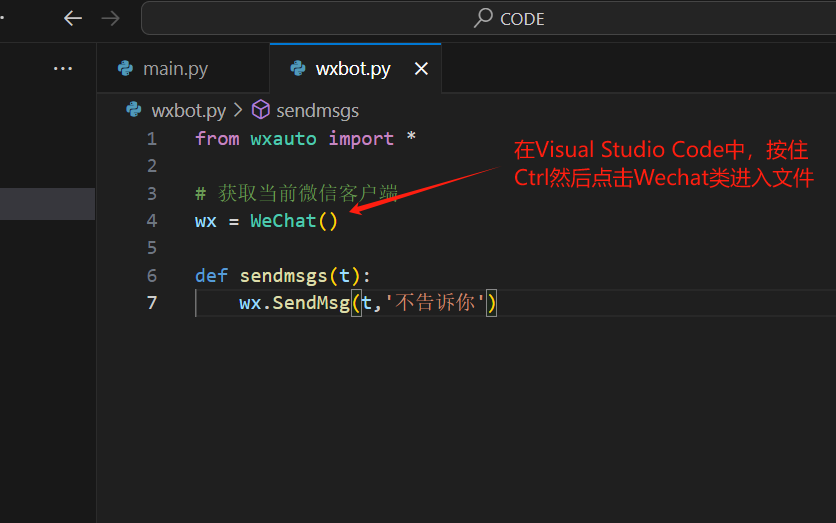 CODE
main.py
wxbot.py
wxbot.py > sendmsgs
1 from wxauto import *
2
3 # 获取当前微信客户端
4 wx = WeChat()
5
6 def sendmsgs(t):
7 wx.SendMsg(t,'不告诉你')
在Visual Studio Code中，按住
Ctrl然后点击Wechat类进入文件